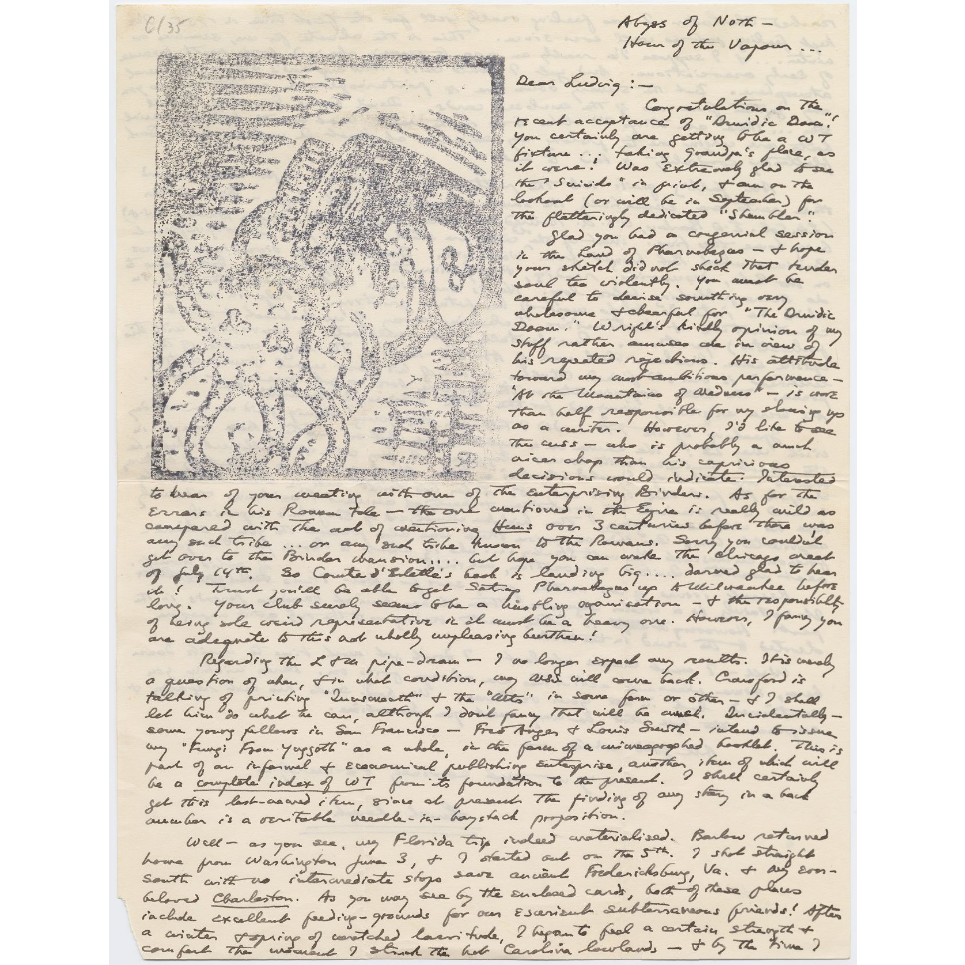 6/35
Abyss of Noth—
Hour of the Vapour...
Dear Ludvig:—
Congratulations on the
recent acceptance of "Druidic Doom"!
You certainly are getting to be a WT
fixture...; taking Grandpa's place, as
it were! Was extremely glad to see
the "Suicide" in print, & am on the
lookout (or will be in September) for
the flatteringly dedicated "Shambler".
Glad you had a congenial session
in the land of Pharnabazus — & hope
your sketch did not shock that tender
soul too violently. You must be
careful to devise something very
wholesome & cheerful for "The Druidic
Doom." Wright's kindly opinion of my
stuff rather amuses me in view of
his repeated rejections. His attitude
toward my most ambitious performance—
"At the Mountains of Madness" — is more
than half responsible for my slowing up
as a writer. However, I'd like to see
the cuss — who is probably a much
nicer chap than his capricious
decisions would indicate. Interested
to hear of your meeting with one of the enterprising Binders. As for the
errors in his Roman tale — the one mentioned in the Eyrie is really mild as
compared with the act of mentioning Huns over 3 centuries before there was
any such tribe ... or any such tribe known to the Romans. Sorry you couldn't
get over to the Binder mansion.... but hope you can make the Chicago meet
of July 14th. So Comte d'Erlette's book is landing big.... darned glad to hear
it! Trust you'll be able to get Satrap Pharnabazus up to Milwaukee before
long. Your club surely seems to be a bustling organisation — & the responsibility
of being sole weird representative in it must be a heavy one. However, I fancy you
are adequate to this not wholly unpleasing burthen!
Regarding the L & M pipe-dream — I no longer expect any results. It is merely
a question of when, & in what condition, my MSS will come back. Crawford is
talking of printing "Innsmouth" & the "Mts" in some form or other — & I shall
let him do what he can, although I don't fancy that will be much. Incidentally—
some young fellows in San Francisco — Fred Anger & Louis Smith — intend to issue
my "Fungi From Yuggoth" as a whole, in the form of a mimeographed booklet. This is
part of an informal & economical publishing enterprise, another item of which will
be a complete index of WT from its foundation to the present. I shall certainly
get this last-named item, since at present the finding of any story in a back
number is a veritable needle-in-haystack proposition.
Well — as you see, my Florida trip indeed materialised. Barlow returned
home from Washington June 3, & I started out on the 5th. I shot straight
south with no intermediate stops save ancient Fredericksburg, Va. & my ever-
beloved Charleston. As you may see by the enclosed cards, both of these places
include excellent feeding-grounds for our esurient subterraneous friends! After
a winter & spring of wretched lassitude, I began to feel a certain strength &
comfort the moment I struck the hot Carolina lowlands — & by the time I